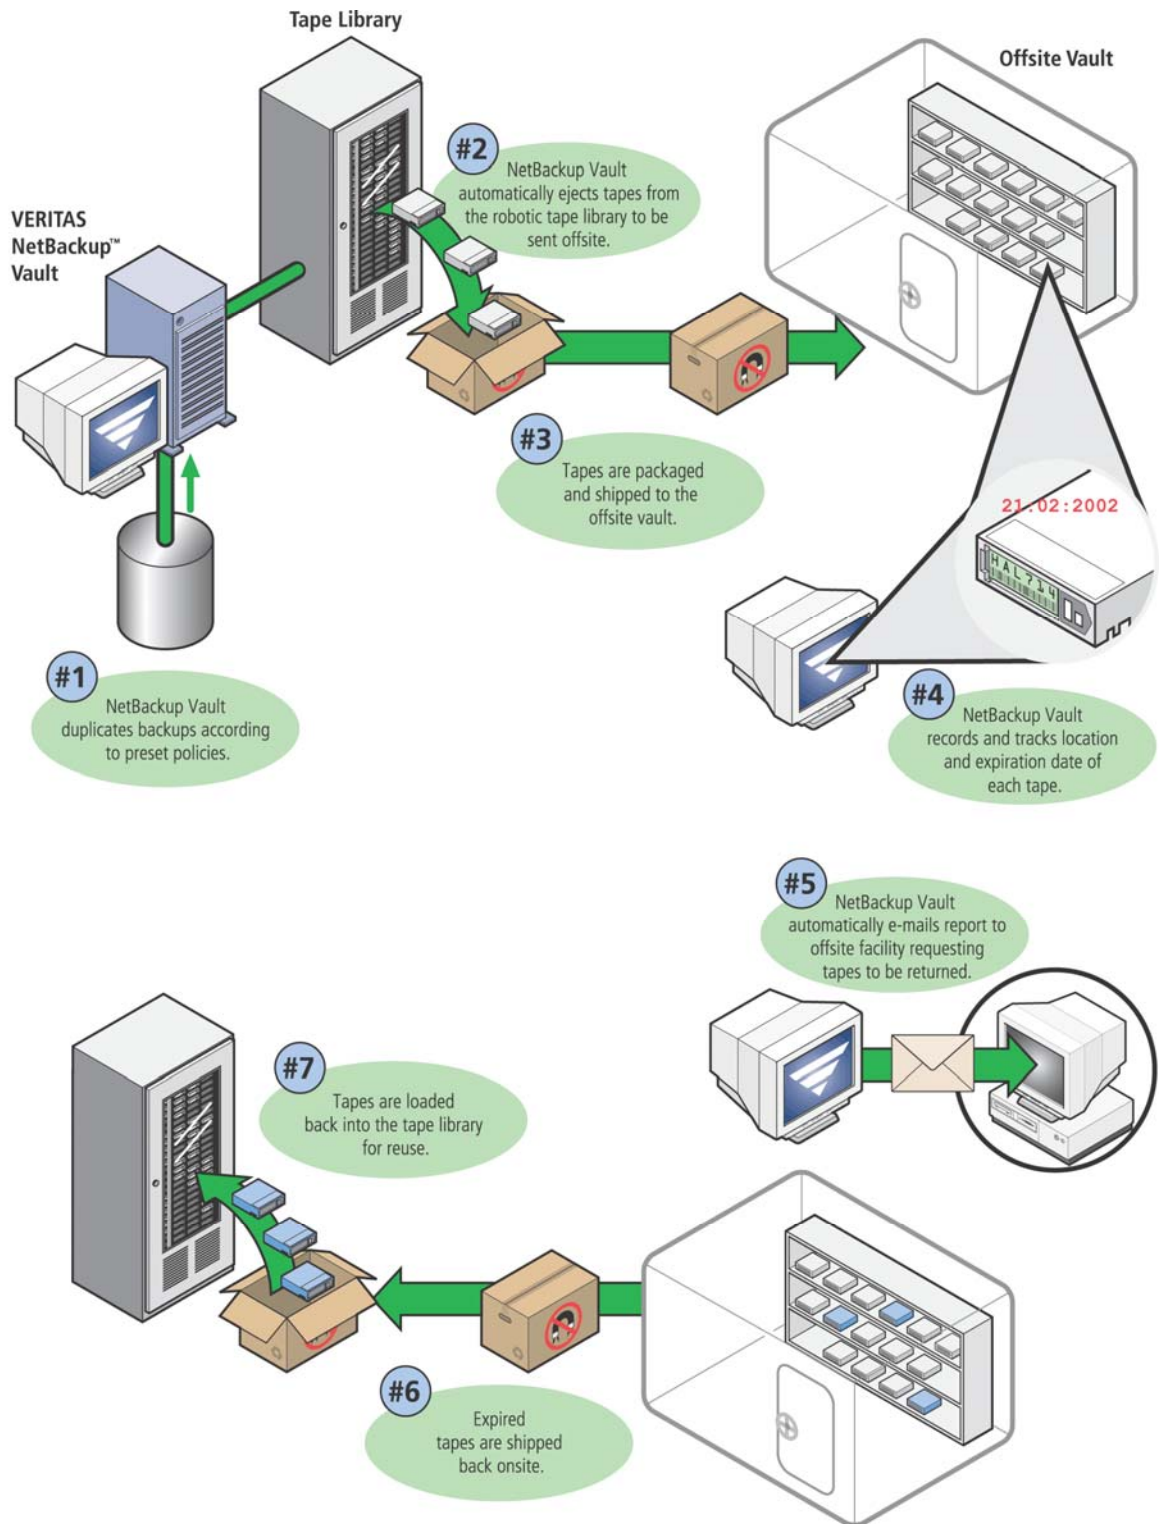 Tape Library
Offsite Vault
#2
NetBackup Vault
automatically ejects tapes from
the robotic tape library to be
sent offsite.
VERITAS
NetBackup™
Vault
#3
Tapes are packaged
and shipped to the
offsite vault.
21:02:2002
HAL714
#1
NetBackup Vault
duplicates backups according
to preset policies.
#4
NetBackup Vault
records and tracks location
and expiration date of
each tape.
#5
NetBackup Vault
automatically e-mails report to
offsite facility requesting
tapes to be returned.
#7
Tapes are loaded
back into the tape library
for reuse.
#6
Expired
tapes are shipped
back onsite.